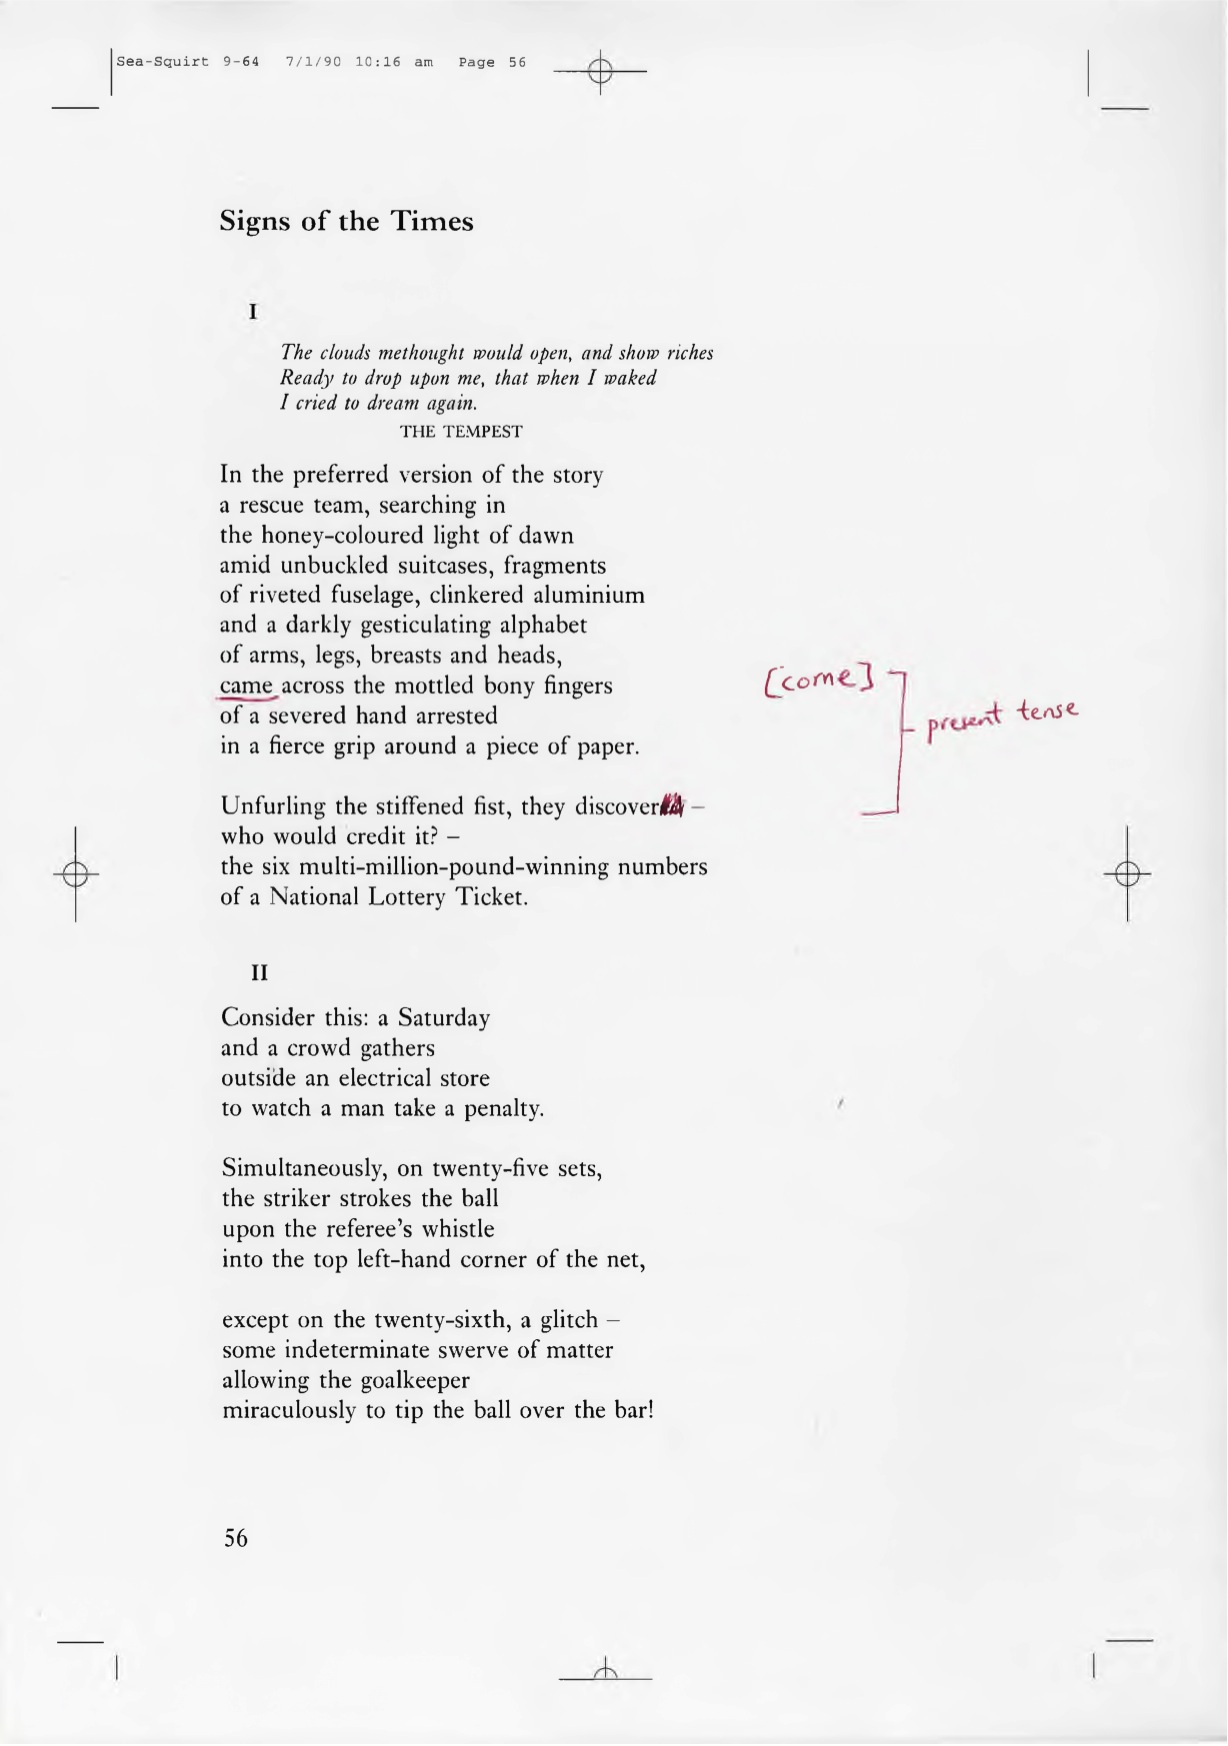 Sea-Squirt 9-64 7/1/90 10:16 am Page 56
Signs of the Times
I
The clouds methought would open, and show riches
Ready to drop upon me, that when I waked
I cried to dream again.
THE TEMPEST
In the preferred version of the story
a rescue team, searching in
the honey-coloured light of dawn
amid unbuckled suitcases, fragments
of riveted fuselage, clinkered aluminium
and a darkly gesticulating alphabet
of arms, legs, breasts and heads,
came across the mottled bony fingers [come]
of a severed hand arrested present tense
in a fierce grip around a piece of paper.
Unfurling the stiffened fist, they discover –
who would credit it? –
the six multi-million-pound-winning numbers
of a National Lottery Ticket.
II
Consider this: a Saturday
and a crowd gathers
outside an electrical store
to watch a man take a penalty.
Simultaneously, on twenty-five sets,
the striker strokes the ball
upon the referee's whistle
into the top left-hand corner of the net,
except on the twenty-sixth, a glitch –
some indeterminate swerve of matter
allowing the goalkeeper
miraculously to tip the ball over the bar!
56